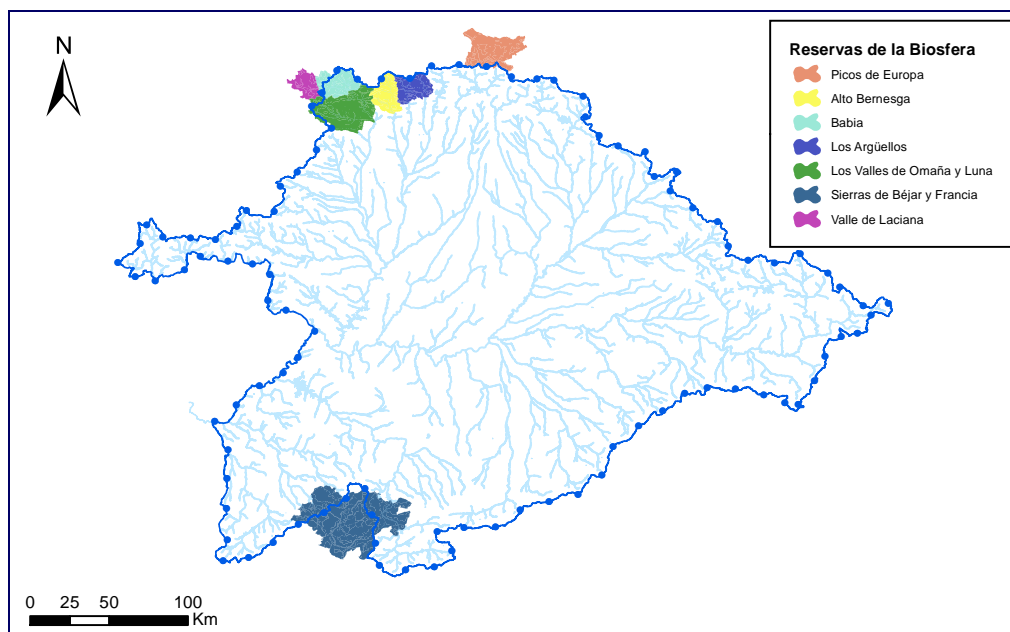 N
Reservas de la Biosfera
Picos de Europa
Alto Bernesga
Babia
Los Argüellos
Los Valles de Omaña y Luna
Sierras de Béjar y Francia
Valle de Laciana
0 25 50 100
Km